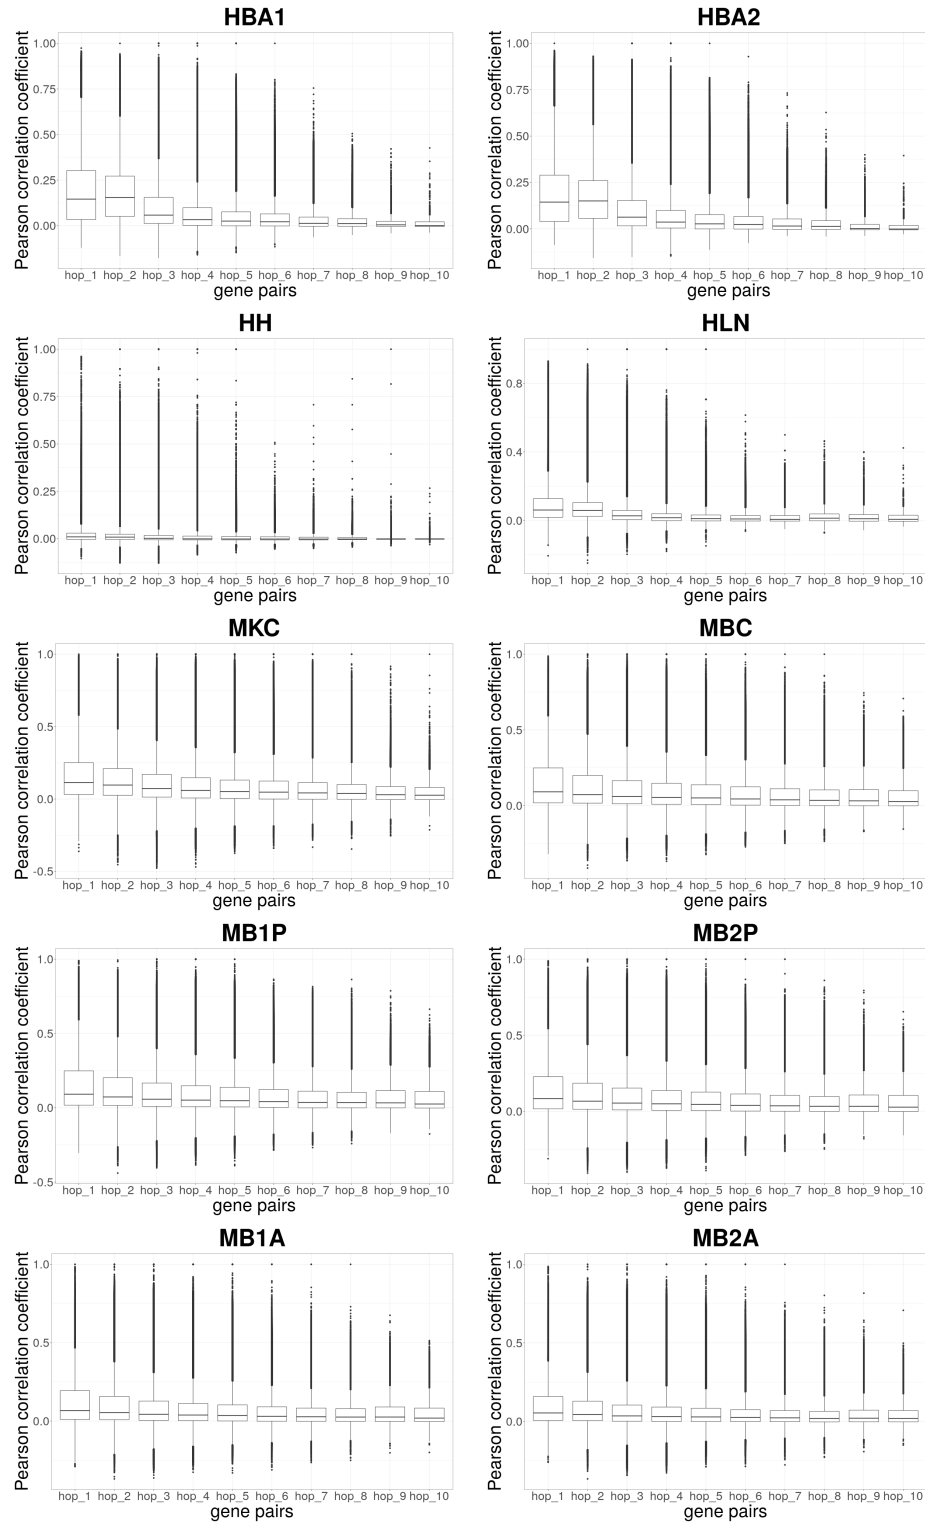 HBA1
Pearson correlation coefficient
1.00
0.75
0.50
0.25
0.00
hop_1 hop_2 hop_3 hop_4 hop_5 hop_6 hop_7 hop_8 hop_9 hop_10
gene pairs
HBA2
Pearson correlation coefficient
1.00
0.75
0.50
0.25
0.00
hop_1 hop_2 hop_3 hop_4 hop_5 hop_6 hop_7 hop_8 hop_9 hop_10
gene pairs
HH
Pearson correlation coefficient
1.00
0.75
0.50
0.25
0.00
hop_1 hop_2 hop_3 hop_4 hop_5 hop_6 hop_7 hop_8 hop_9 hop_10
gene pairs
HLN
Pearson correlation coefficient
0.8
0.4
0.0
hop_1 hop_2 hop_3 hop_4 hop_5 hop_6 hop_7 hop_8 hop_9 hop_10
gene pairs
MKC
Pearson correlation coefficient
1.0
0.5
0.0
-0.5
hop_1 hop_2 hop_3 hop_4 hop_5 hop_6 hop_7 hop_8 hop_9 hop_10
gene pairs
MBC
Pearson correlation coefficient
1.0
0.5
0.0
hop_1 hop_2 hop_3 hop_4 hop_5 hop_6 hop_7 hop_8 hop_9 hop_10
gene pairs
MB1P
Pearson correlation coefficient
1.0
0.5
0.0
-0.5
hop_1 hop_2 hop_3 hop_4 hop_5 hop_6 hop_7 hop_8 hop_9 hop_10
gene pairs
MB2P
Pearson correlation coefficient
1.0
0.5
0.0
hop_1 hop_2 hop_3 hop_4 hop_5 hop_6 hop_7 hop_8 hop_9 hop_10
gene pairs
MB1A
Pearson correlation coefficient
1.0
0.5
0.0
hop_1 hop_2 hop_3 hop_4 hop_5 hop_6 hop_7 hop_8 hop_9 hop_10
gene pairs
MB2A
Pearson correlation coefficient
1.0
0.5
0.0
hop_1 hop_2 hop_3 hop_4 hop_5 hop_6 hop_7 hop_8 hop_9 hop_10
gene pairs